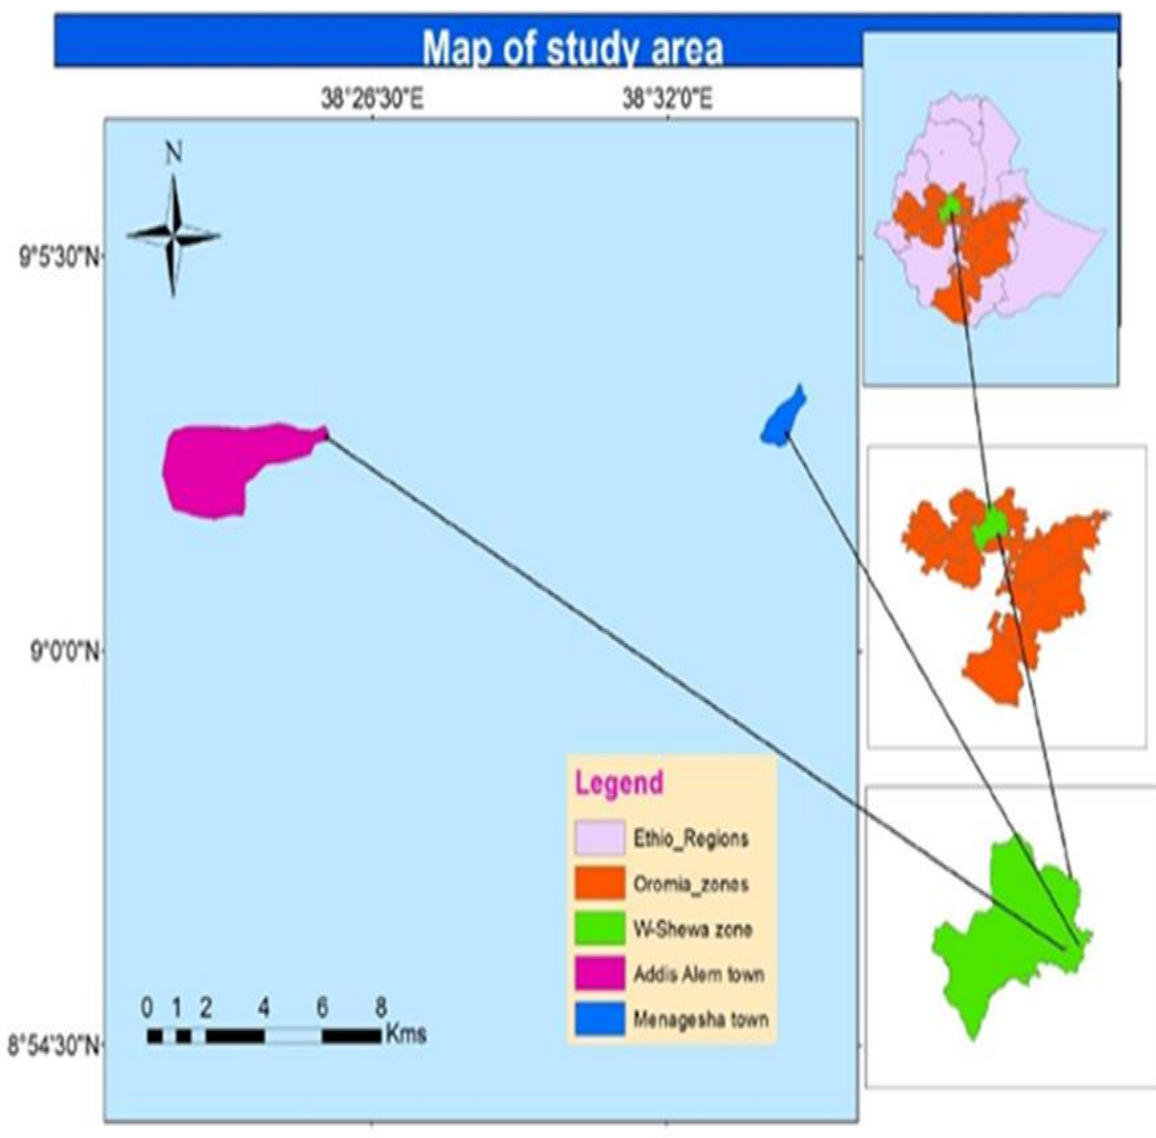 Map of study area
38°26'30"E
38°32'0"E
N
9°5'30"N
9°0'0"N
8°54'30"N
Legend
Ethio_Regions
Oromia_zones
W-Shewa zone
Addis Alem town
Menagesha town
0 1 2 4 6 8
Kms